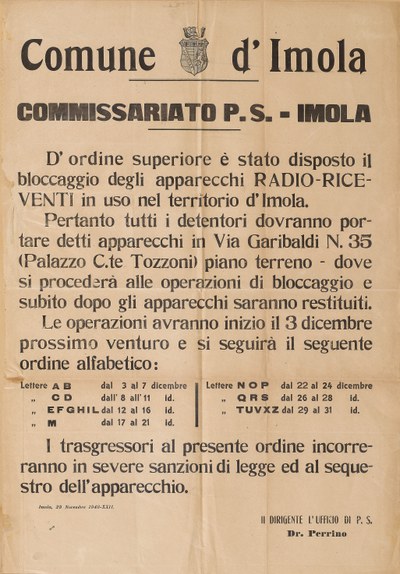 Comune d'Imola
COMMISSARIATO P. S. - IMOLA
D'ordine superiore è stato disposto il
bloccaggio degli apparecchi RADIO-RICE-
VENTI in uso nel territorio d'Imola.
Pertanto tutti i detentori dovranno por-
tare detti apparecchi in Via Garibaldi N. 35
(Palazzo C.te Tozzoni) piano terreno - dove
si procederà alle operazioni di bloccaggio e
subito dopo gli apparecchi saranno restituiti.
Le operazioni avranno inizio il 3 dicembre
prossimo venturo e si seguirà il seguente
ordine alfabetico:
Lettere A B dal 3 al 7 dicembre
„ C D dall' 8 all' 11 id.
„ E F G H I L dal 12 al 16 id.
„ M dal 17 al 21 id.
Lettere N O P dal 22 al 24 dicembre
„ Q R S dal 26 al 28 id.
„ T U V X Z dal 29 al 31 id.
I trasgressori al presente ordine incorre-
ranno in severe sanzioni di legge ed al seque-
stro dell'apparecchio.
Imola, 28 Novembre 1943-XXII.
Il DIRIGENTE L'UFFICIO DI P. S.
Dr. Perrino